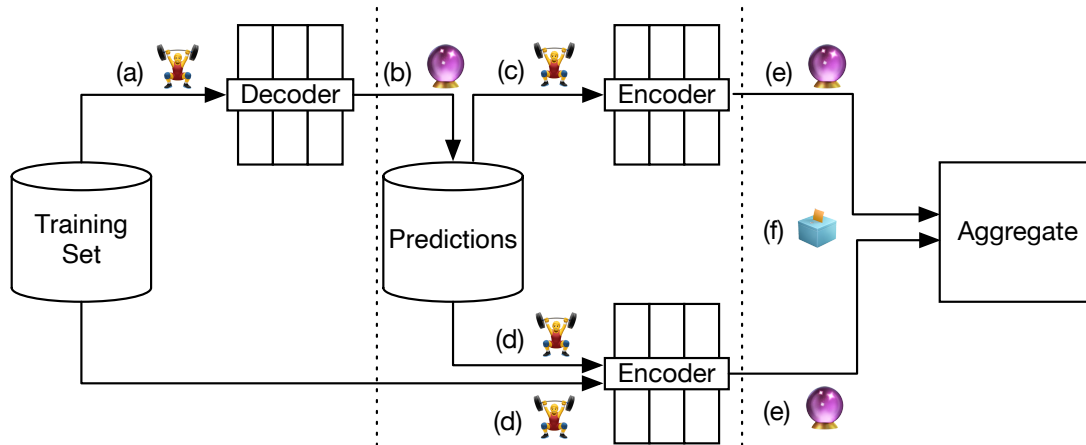 (a)
Decoder
(b)
(c)
Encoder
(e)
Training
Set
Predictions
(f)
Aggregate
(d)
Encoder
(d)
(e)